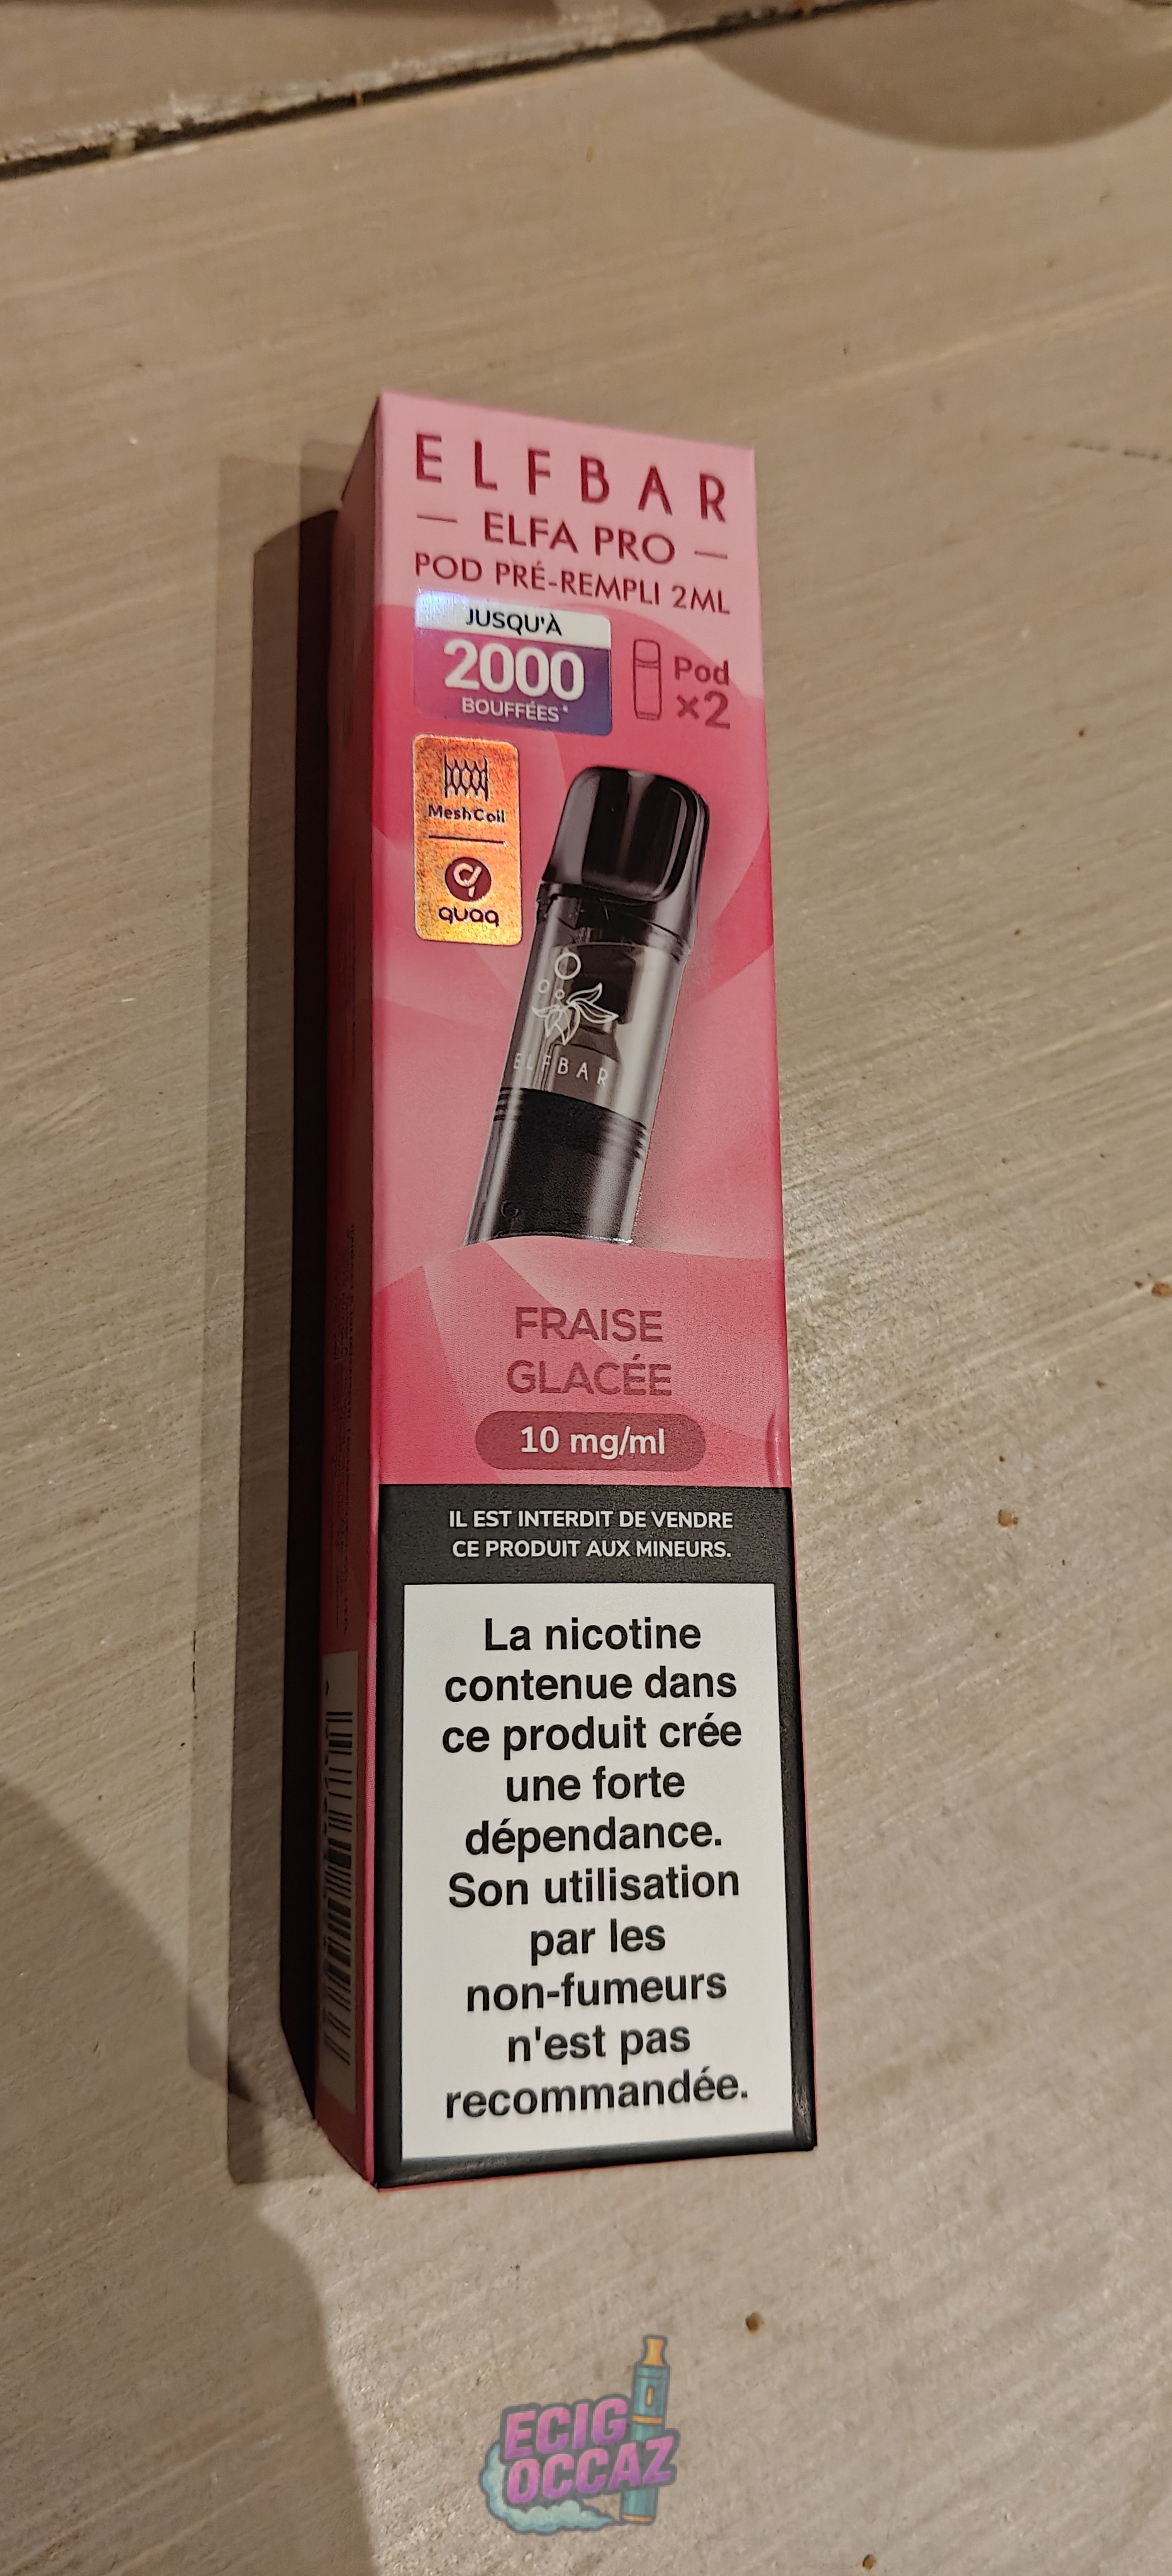 ELFBAR
— ELFA PRO —
POD PRÉ-REMPLI 2ML
JUSQU'À
2000
BOUFFÉES*
Pod
×2
MeshCoil
quaq
ELFBAR
FRAISE
GLACÉE
10 mg/ml
IL EST INTERDIT DE VENDRE
CE PRODUIT AUX MINEURS.
La nicotine
contenue dans
ce produit crée
une forte
dépendance.
Son utilisation
par les
non-fumeurs
n'est pas
recommandée.
ECIG
OCCAZ